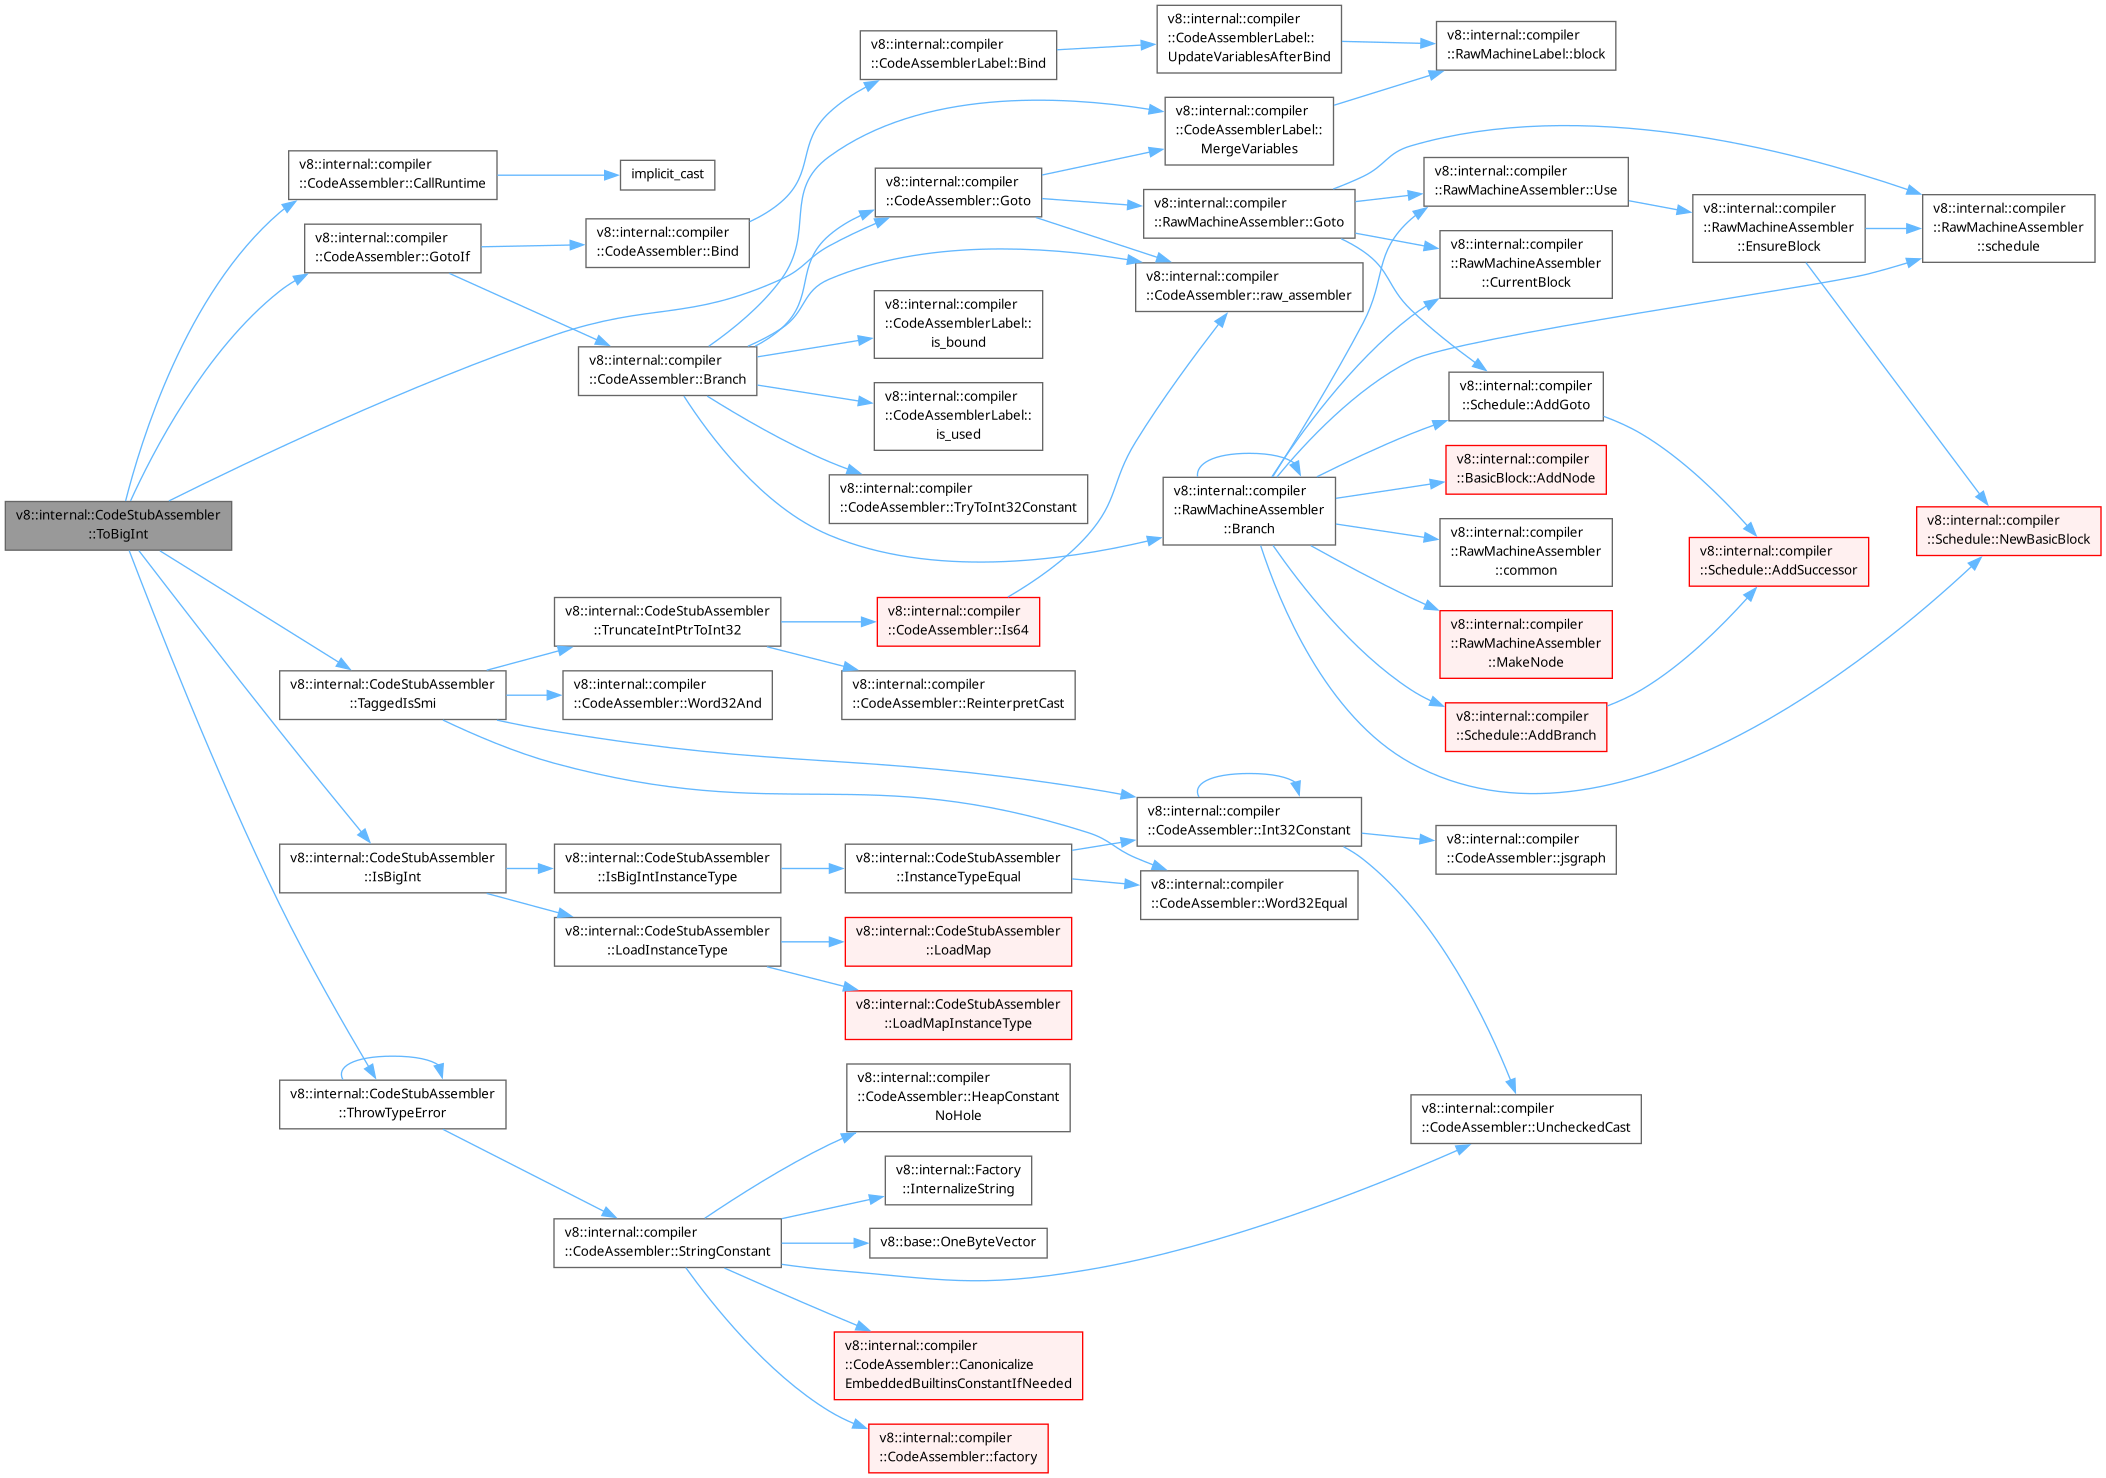 v8::internal::CodeStubAssembler
::ToBigInt
v8::internal::compiler
::CodeAssembler::CallRuntime
implicit_cast
v8::internal::compiler
::CodeAssembler::GotoIf
v8::internal::compiler
::CodeAssembler::Bind
v8::internal::compiler
::CodeAssemblerLabel::Bind
v8::internal::compiler
::CodeAssemblerLabel::
UpdateVariablesAfterBind
v8::internal::compiler
::RawMachineLabel::block
v8::internal::compiler
::CodeAssemblerLabel::
MergeVariables
v8::internal::compiler
::CodeAssembler::Goto
v8::internal::compiler
::RawMachineAssembler::Goto
v8::internal::compiler
::RawMachineAssembler::Use
v8::internal::compiler
::RawMachineAssembler
::EnsureBlock
v8::internal::compiler
::RawMachineAssembler
::schedule
v8::internal::compiler
::RawMachineAssembler
::CurrentBlock
v8::internal::compiler
::CodeAssembler::raw_assembler
v8::internal::compiler
::CodeAssemblerLabel::
is_bound
v8::internal::compiler
::CodeAssembler::Branch
v8::internal::compiler
::CodeAssemblerLabel::
is_used
v8::internal::compiler
::CodeAssembler::TryToInt32Constant
v8::internal::compiler
::RawMachineAssembler
::Branch
v8::internal::compiler
::Schedule::AddGoto
v8::internal::compiler
::BasicBlock::AddNode
v8::internal::compiler
::RawMachineAssembler
::common
v8::internal::compiler
::RawMachineAssembler
::MakeNode
v8::internal::compiler
::Schedule::AddBranch
v8::internal::compiler
::Schedule::AddSuccessor
v8::internal::compiler
::Schedule::NewBasicBlock
v8::internal::CodeStubAssembler
::TaggedIsSmi
v8::internal::CodeStubAssembler
::TruncateIntPtrToInt32
v8::internal::compiler
::CodeAssembler::Is64
v8::internal::compiler
::CodeAssembler::Word32And
v8::internal::compiler
::CodeAssembler::ReinterpretCast
v8::internal::compiler
::CodeAssembler::Int32Constant
v8::internal::compiler
::CodeAssembler::jsgraph
v8::internal::CodeStubAssembler
::IsBigInt
v8::internal::CodeStubAssembler
::IsBigIntInstanceType
v8::internal::CodeStubAssembler
::InstanceTypeEqual
v8::internal::compiler
::CodeAssembler::Word32Equal
v8::internal::CodeStubAssembler
::LoadInstanceType
v8::internal::CodeStubAssembler
::LoadMap
v8::internal::CodeStubAssembler
::LoadMapInstanceType
v8::internal::CodeStubAssembler
::ThrowTypeError
v8::internal::compiler
::CodeAssembler::HeapConstant
NoHole
v8::internal::compiler
::CodeAssembler::UncheckedCast
v8::internal::Factory
::InternalizeString
v8::internal::compiler
::CodeAssembler::StringConstant
v8::base::OneByteVector
v8::internal::compiler
::CodeAssembler::Canonicalize
EmbeddedBuiltinsConstantIfNeeded
v8::internal::compiler
::CodeAssembler::factory